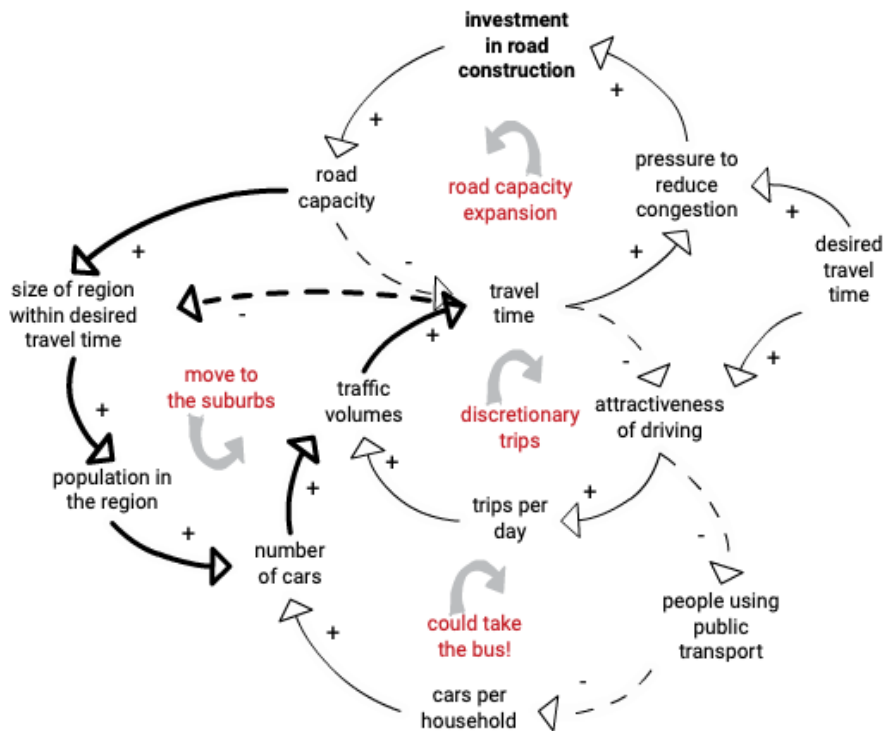 investment
in road
construction
+
+
road
capacity
road capacity
expansion
pressure to
reduce
congestion
+
desired
travel
time
+
-
+
size of region
within desired
travel time
-
travel
time
+
-
+
move to
the suburbs
traffic
volumes
discretionary
trips
attractiveness
of driving
+
+
+
population in
the region
+
+
trips per
day
-
number
of cars
could take
the bus!
people using
public
transport
+
-
cars per
household